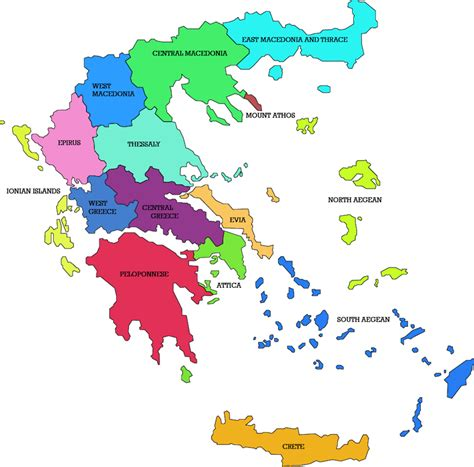 EAST MACEDONIA AND THRACE
CENTRAL MACEDONIA
WEST
MACEDONIA
MOUNT ATHOS
EPIRUS
THESSALY
IONIAN ISLANDS
NORTH AEGEAN
WEST
GREECE
CENTRAL
GREECE
EVIA
PELOPONNESE
ATTICA
SOUTH AEGEAN
CRETE